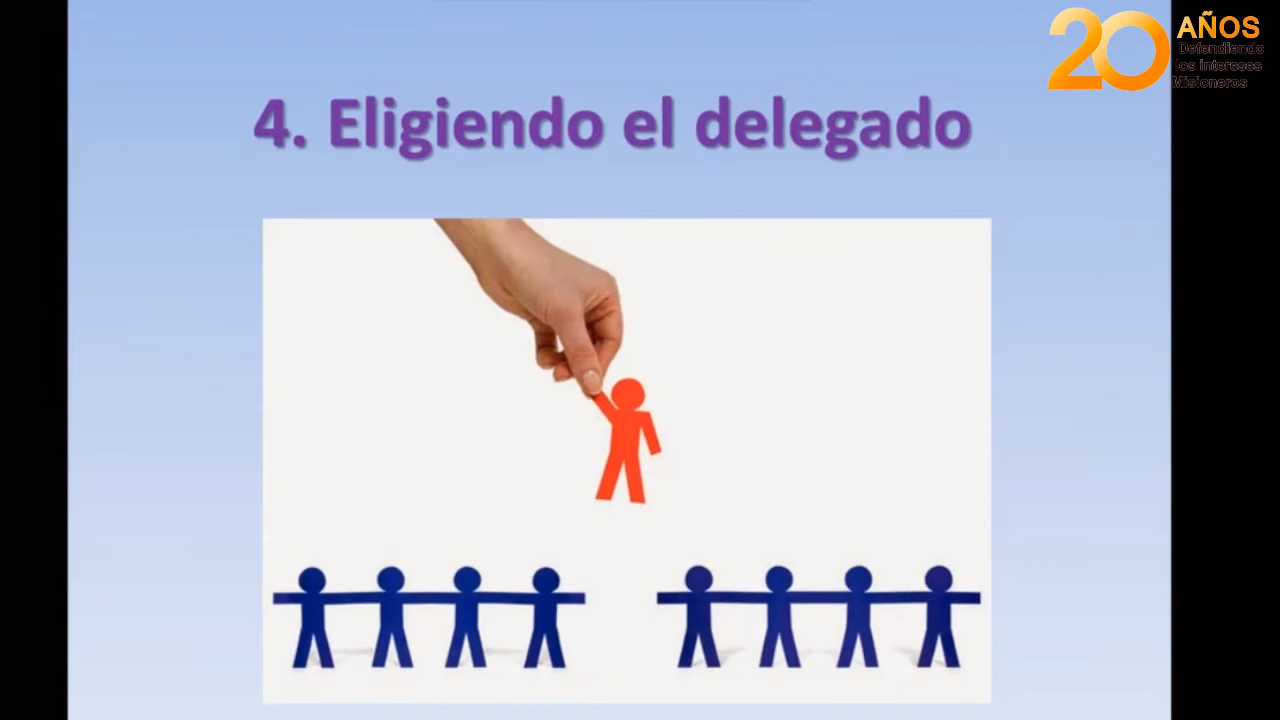 20 AÑOS
Defendiendo
los intereses
Misioneros
4. Eligiendo el delegado